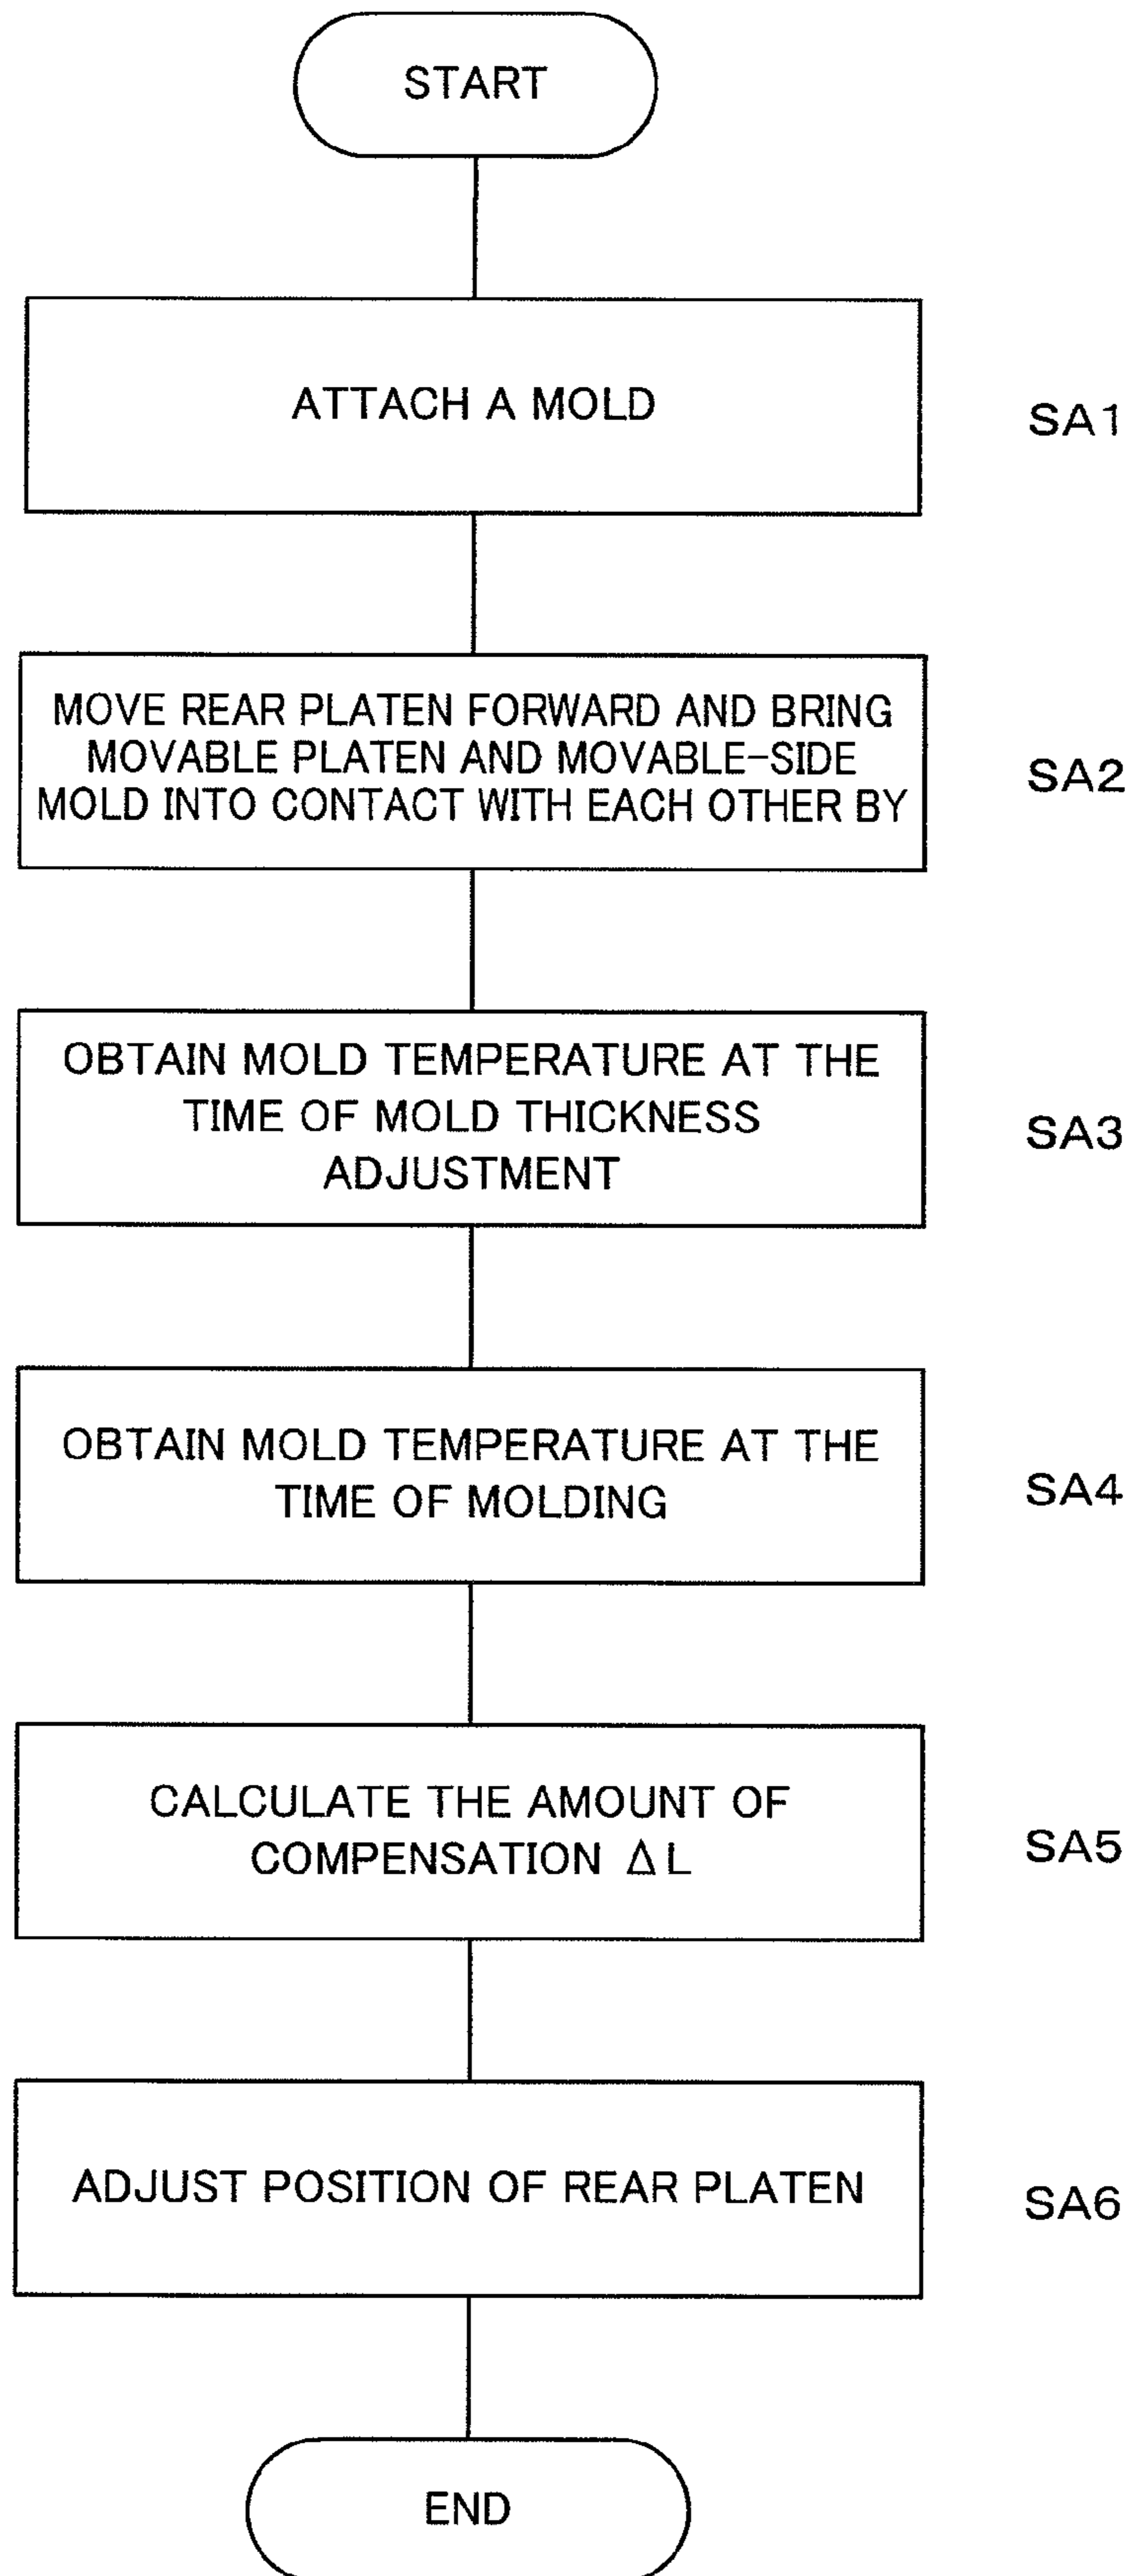 START
ATTACH A MOLD
SA1
MOVE REAR PLATEN FORWARD AND BRING
MOVABLE PLATEN AND MOVABLE-SIDE
MOLD INTO CONTACT WITH EACH OTHER BY
SA2
OBTAIN MOLD TEMPERATURE AT THE
TIME OF MOLD THICKNESS
ADJUSTMENT
SA3
OBTAIN MOLD TEMPERATURE AT THE
TIME OF MOLDING
SA4
CALCULATE THE AMOUNT OF
COMPENSATION ΔL
SA5
ADJUST POSITION OF REAR PLATEN
SA6
END